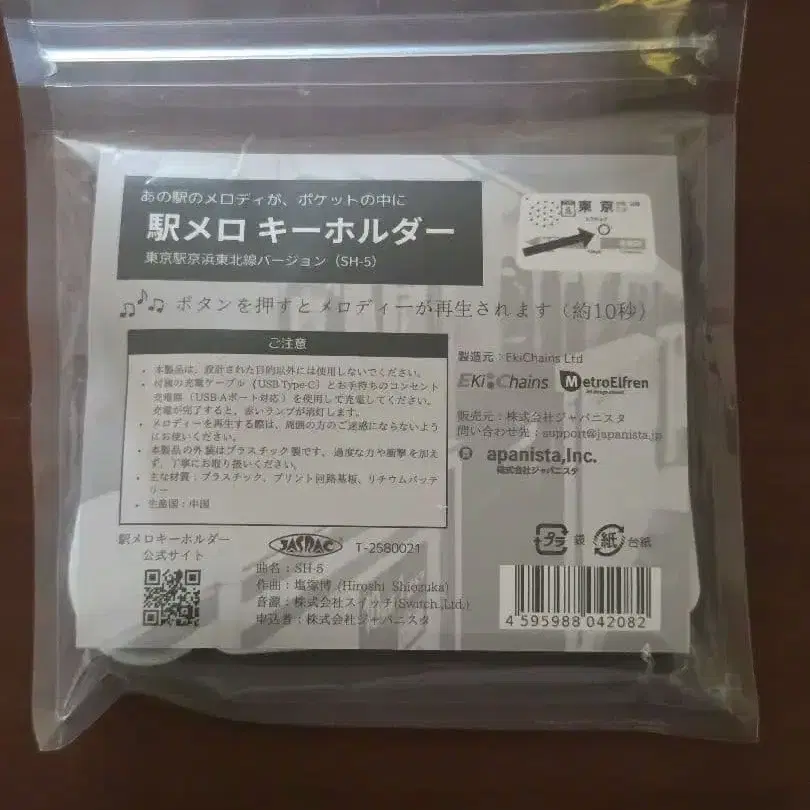 あの駅のメロディが、ポケットの中に
駅メロ キーホルダー
東京駅京浜東北線バージョン（SH-5）
東京
ボタンを押すとメロディーが再生されます（約10秒）
ご注意
・本製品は、設計された目的以外には使用しないでください。
・付属の充電ケーブル（USB Type-C）とお手持ちのコンセント
充電器（USB-Aポート対応）を使用して充電してください。
充電が完了すると、赤いランプが消灯します。
・メロディーを再生する際は、周囲の方のご迷惑にならないよう
にお使いください。
・本製品の外装はプラスチック製です。過度な力や衝撃を加え
ず、丁寧にお取り扱いください。
・主な材質：プラスチック、プリント回路基板、リチウムバッテ
リー
・生産国：中国
製造元：EkiChains Ltd
EKi:Chains
MetroElfren
販売元：株式会社ジャパニスタ
問い合わせ先：support@japanista.jp
apanista,Inc.
株式会社ジャパニスタ
駅メロキーホルダー
公式サイト
JASRAC
T-2580021
曲名：SH-5
作曲：塩塚博 (Hiroshi Shiozuka)
音源：株式会社スイッチ(Switch.,Ltd.)
申込者：株式会社ジャパニスタ
プラ 袋 紙 台紙
4 595988 042082